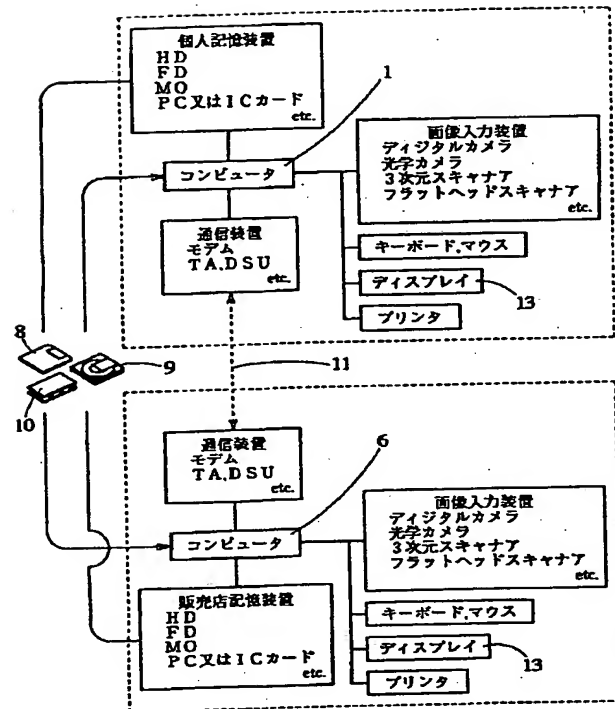 個人記憶装置
HD
FD
MO
PC又はICカード
etc.
1
コンピュータ
画像入力装置
ディジタルカメラ
光学カメラ
3次元スキャナア
フラットヘッドスキャナア
etc.
通信装置
モデム
TA,DSU
etc.
キーボード,マウス
ディスプレイ
13
プリンタ
8
9
10
11
通信装置
モデム
TA,DSU
etc.
6
コンピュータ
画像入力装置
ディジタルカメラ
光学カメラ
3次元スキャナア
フラットヘッドスキャナア
etc.
販売店記憶装置
HD
FD
MO
PC又はICカード
etc.
キーボード,マウス
ディスプレイ
13
プリンタ